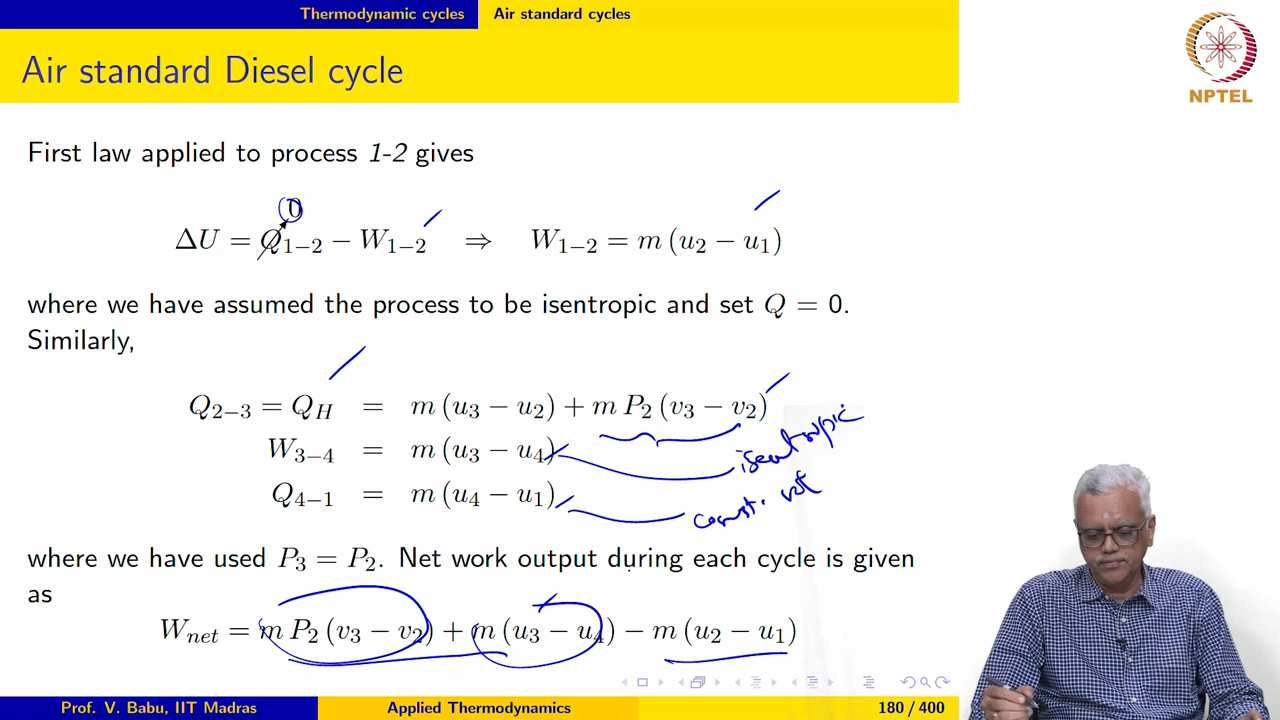 Thermodynamic cycles Air standard cycles
Air standard Diesel cycle
NPTEL
First law applied to process 1-2 gives
0
ΔU = Q₁₋₂ − W₁₋₂ ⇒ W₁₋₂ = m (u₂ − u₁)
where we have assumed the process to be isentropic and set Q = 0.
Similarly,
Q₂₋₃ = Q_H = m (u₃ − u₂) + m P₂ (v₃ − v₂)
W₃₋₄ = m (u₃ − u₄)
isentropic
Q₄₋₁ = m (u₄ − u₁)
const. vol
where we have used P₃ = P₂. Net work output during each cycle is given
as
W_net = m P₂ (v₃ − v₂) + m (u₃ − u₄) − m (u₂ − u₁)
Prof. V. Babu, IIT Madras Applied Thermodynamics 180 / 400